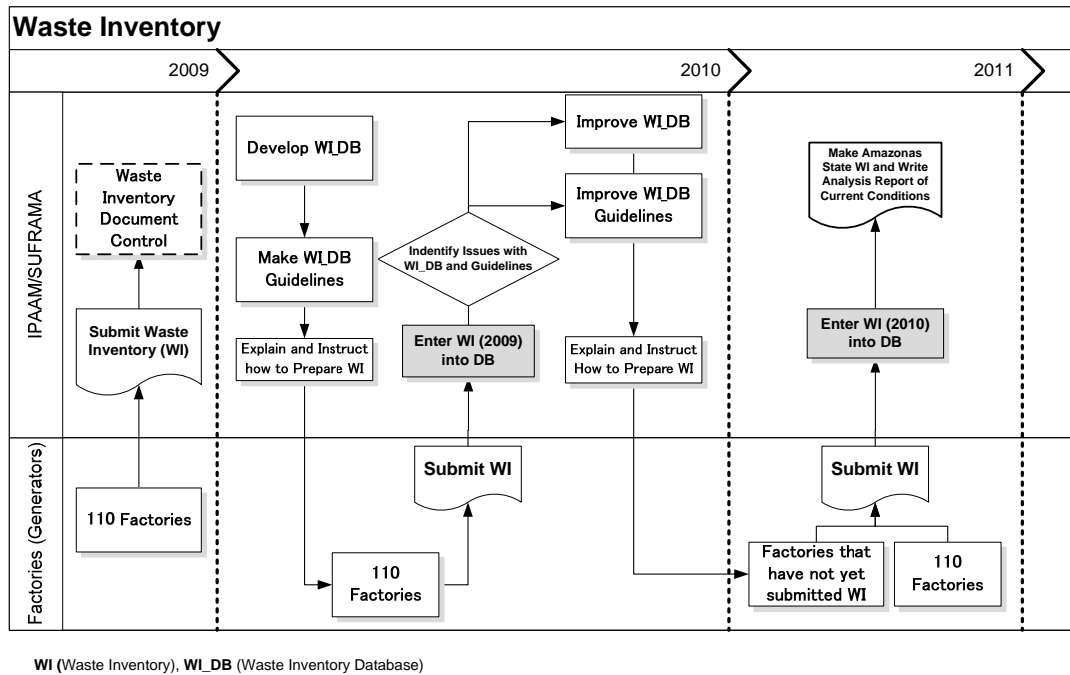 Waste Inventory
2009
2010
2011
IPAAM/SUFRAMA
Waste
Inventory
Document
Control
Submit Waste
Inventory (WI)
Develop WI_DB
Make WI_DB
Guidelines
Explain and Instruct
how to Prepare WI
Indentify Issues with
WI_DB and Guidelines
Enter WI (2009)
into DB
Improve WI_DB
Improve WI_DB
Guidelines
Explain and Instruct
How to Prepare WI
Make Amazonas
State WI and Write
Analysis Report of
Current Conditions
Enter WI (2010)
into DB
Factories (Generators)
110 Factories
110
Factories
Submit WI
Submit WI
Factories that
have not yet
submitted WI
110
Factories
WI (Waste Inventory), WI_DB (Waste Inventory Database)